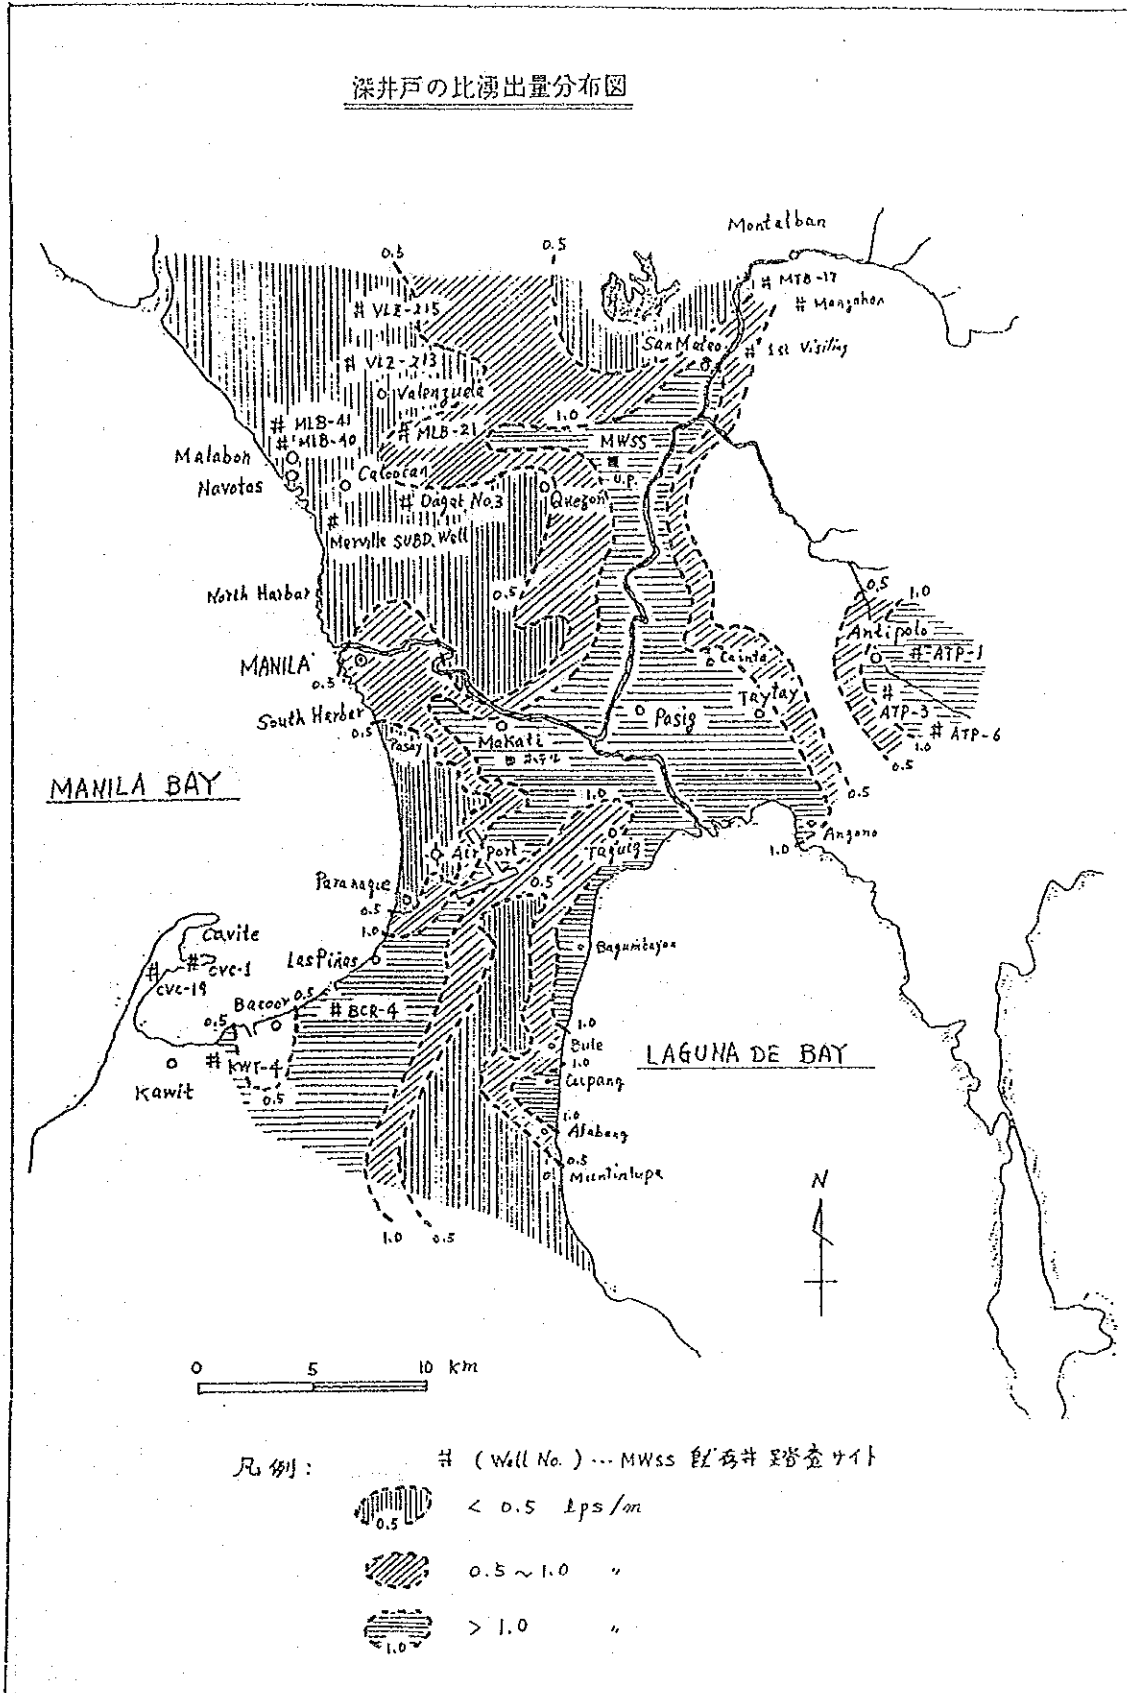 深井戸の比湧出量分布図
Montalban
0.5
0.5
# MTB-17
# Mangahan
# VLZ-215
San Mateo
# 1st Visiting
# VLZ-213
Valenzuela
1.0
# MLB-41
# MLB-40
# MLB-21
MWSS
U.P.
Malabon
Navotas
Caloocan
# Dagat No.3
Quezon
#
Merville SUBD. Well
North Harbar
0.5
0.5
1.0
Antipolo
# ATP-1
MANILA
0.5
Cainta
Taytay
#
ATP-3
# ATP-6
1.0
0.5
South Harbar
0.5
Pasay
Makati
ホテル
Pasig
MANILA BAY
1.0
0.5
Taguig
Angono
1.0
Air Port
Paranaque
0.5
0.5
1.0
Cavite
# CVC-1
#
CVC-19
Las Piñas
Bagumbayan
Bacoor
0.5
# BCR-4
0.5
1.0
Bule
1.0
LAGUNA DE BAY
# KWT-4
Kawit
0.5
Cupang
1.0
Alabang
0.5
Muntinlupa
N
1.0
0.5
0 5 10 km
凡例:
# (Well No.) … MWSS 既存井 踏査サイト
0.5
< 0.5 lps/m
0.5~1.0 〃
1.0
> 1.0 〃